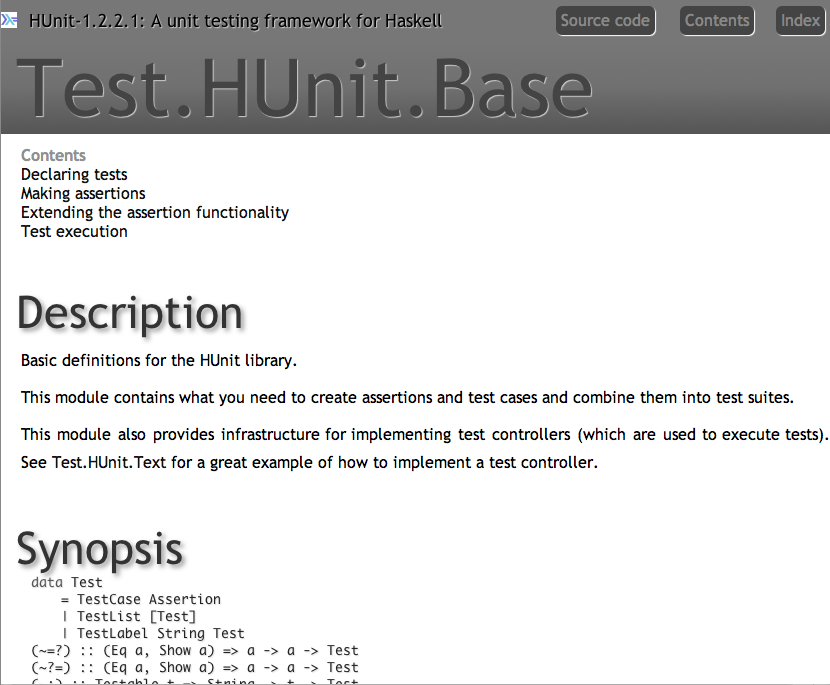 HUnit-1.2.2.1: A unit testing framework for Haskell
Source code
Contents
Index
Test.HUnit.Base
Contents
Declaring tests
Making assertions
Extending the assertion functionality
Test execution
Description
Basic definitions for the HUnit library.
This module contains what you need to create assertions and test cases and combine them into test suites.
This module also provides infrastructure for implementing test controllers (which are used to execute tests).
See Test.HUnit.Text for a great example of how to implement a test controller.
Synopsis
data Test
= TestCase Assertion
| TestList [Test]
| TestLabel String Test
(~=?) :: (Eq a, Show a) => a -> a -> Test
(~?=) :: (Eq a, Show a) => a -> a -> Test